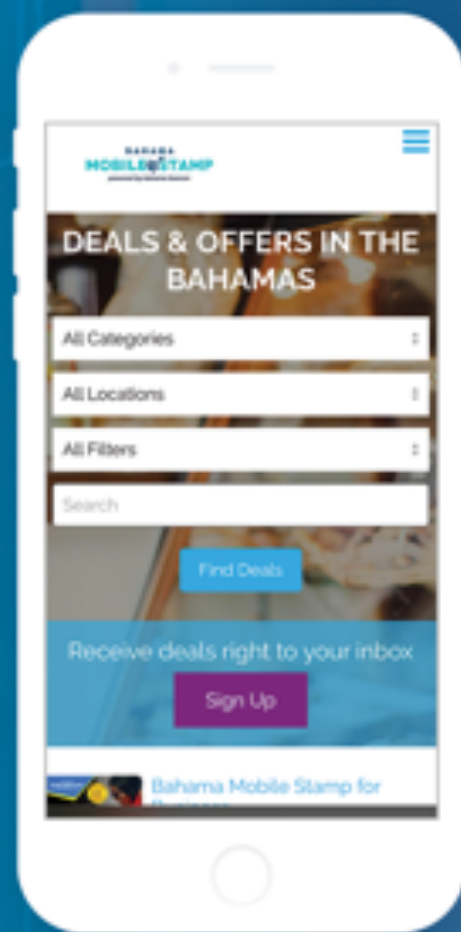 BAHAMA
MOBILE STAMP
DEALS & OFFERS IN THE
BAHAMAS
All Categories
All Locations
All Filters
Search
Find Deals
Receive deals right to your inbox
Sign Up
Bahama Mobile Stamp for
Business